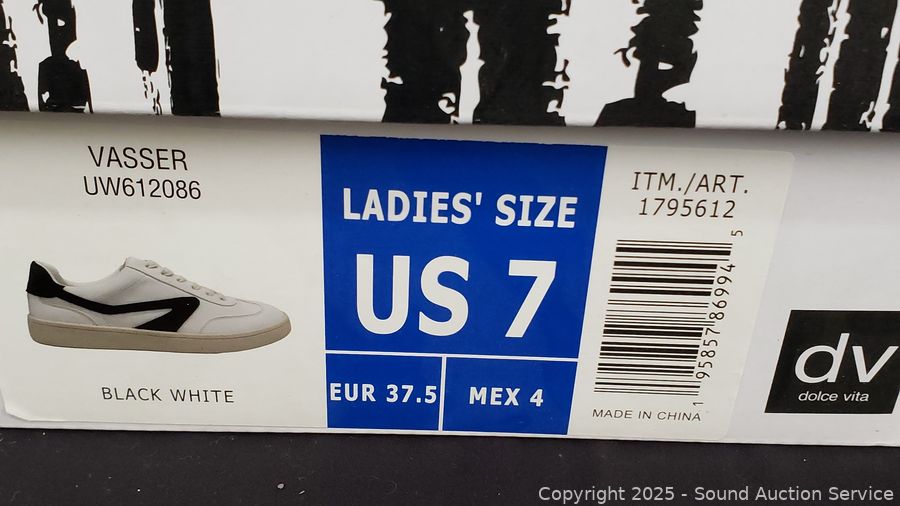 VASSER
UW612086
BLACK WHITE
LADIES' SIZE
US 7
EUR 37.5
MEX 4
ITM./ART.
1795612
1 95857 86994 5
MADE IN CHINA
dv
dolce vita
Copyright 2025 - Sound Auction Service